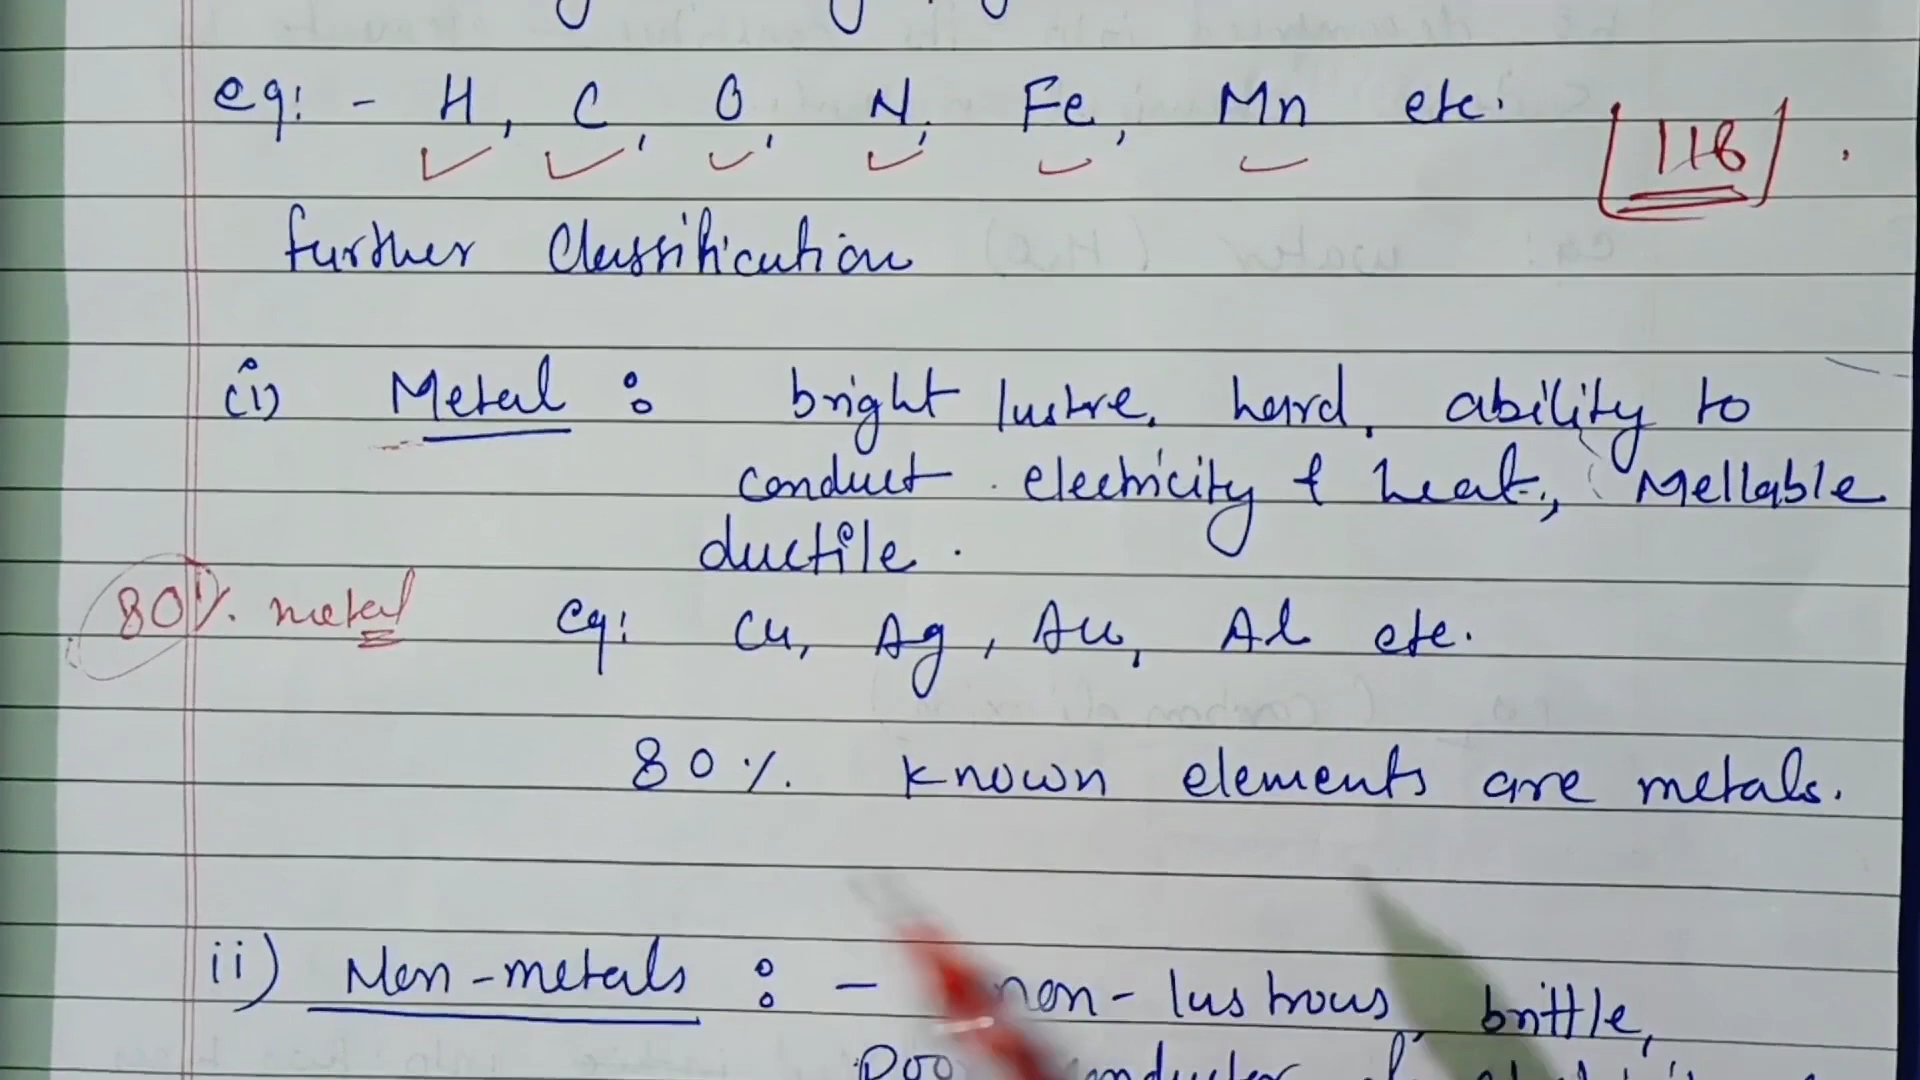 eg:- H, C, O, N, Fe, Mn etc.
118
further Classification
(i) Metal : bright lustre, hard, ability to
conduct electricity & heat, Mellable
ductile.
80% metal
eg: Cu, Ag, Au, Al etc.
80% known elements are metals.
ii) Non-metals : - non-lustrous, brittle,